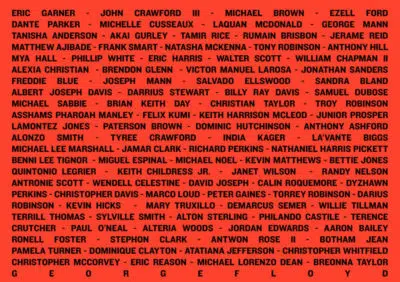 ERIC GARNER - JOHN CRAWFORD III - MICHAEL BROWN - EZELL FORD
DANTE PARKER - MICHELLE CUSSEAUX - LAQUAN MCDONALD - GEORGE MANN
TANISHA ANDERSON - AKAI GURLEY - TAMIR RICE - RUMAIN BRISBON - JERAME REID
MATTHEW AJIBADE - FRANK SMART - NATASHA MCKENNA - TONY ROBINSON - ANTHONY HILL
MYA HALL - PHILLIP WHITE - ERIC HARRIS - WALTER SCOTT - WILLIAM CHAPMAN II
ALEXIA CHRISTIAN - BRENDON GLENN - VICTOR MANUEL LAROSA - JONATHAN SANDERS
FREDDIE BLUE - JOSEPH MANN - SALVADO ELLSWOOD - SANDRA BLAND
ALBERT JOSEPH DAVIS - DARRIUS STEWART - BILLY RAY DAVIS - SAMUEL DUBOSE
MICHAEL SABBIE - BRIAN KEITH DAY - CHRISTIAN TAYLOR - TROY ROBINSON
ASSHAMS PHAROAH MANLEY - FELIX KUMI - KEITH HARRISON MCLEOD - JUNIOR PROSPER
LAMONTEZ JONES - PATERSON BROWN - DOMINIC HUTCHINSON - ANTHONY ASHFORD
ALONZO SMITH - TYREE CRAWFORD - INDIA KAGER - LA'VANTE BIGGS
MICHAEL LEE MARSHALL - JAMAR CLARK - RICHARD PERKINS - NATHANIEL HARRIS PICKETT
BENNI LEE TIGNOR - MIGUEL ESPINAL - MICHAEL NOEL - KEVIN MATTHEWS - BETTIE JONES
QUINTONIO LEGRIER - KEITH CHILDRESS JR. - JANET WILSON - RANDY NELSON
ANTRONIE SCOTT - WENDELL CELESTINE - DAVID JOSEPH - CALIN ROQUEMORE - DYZHAWN
PERKINS - CHRISTOPHER DAVIS - MARCO LOUD - PETER GAINES - TORREY ROBINSON - DARIUS
ROBINSON - KEVIN HICKS - MARY TRUXILLO - DEMARCUS SEMER - WILLIE TILLMAN
TERRILL THOMAS - SYLVILLE SMITH - ALTON STERLING - PHILANDO CASTILE - TERENCE
CRUTCHER - PAUL O'NEAL - ALTERIA WOODS - JORDAN EDWARDS - AARON BAILEY
RONELL FOSTER - STEPHON CLARK - ANTWON ROSE II - BOTHAM JEAN
PAMELA TURNER - DOMINIQUE CLAYTON - ATATIANA JEFFERSON - CHRISTOPHER WHITFIELD
CHRISTOPHER MCCORVEY - ERIC REASON - MICHAEL LORENZO DEAN - BREONNA TAYLOR
G E O R G E F L O Y D